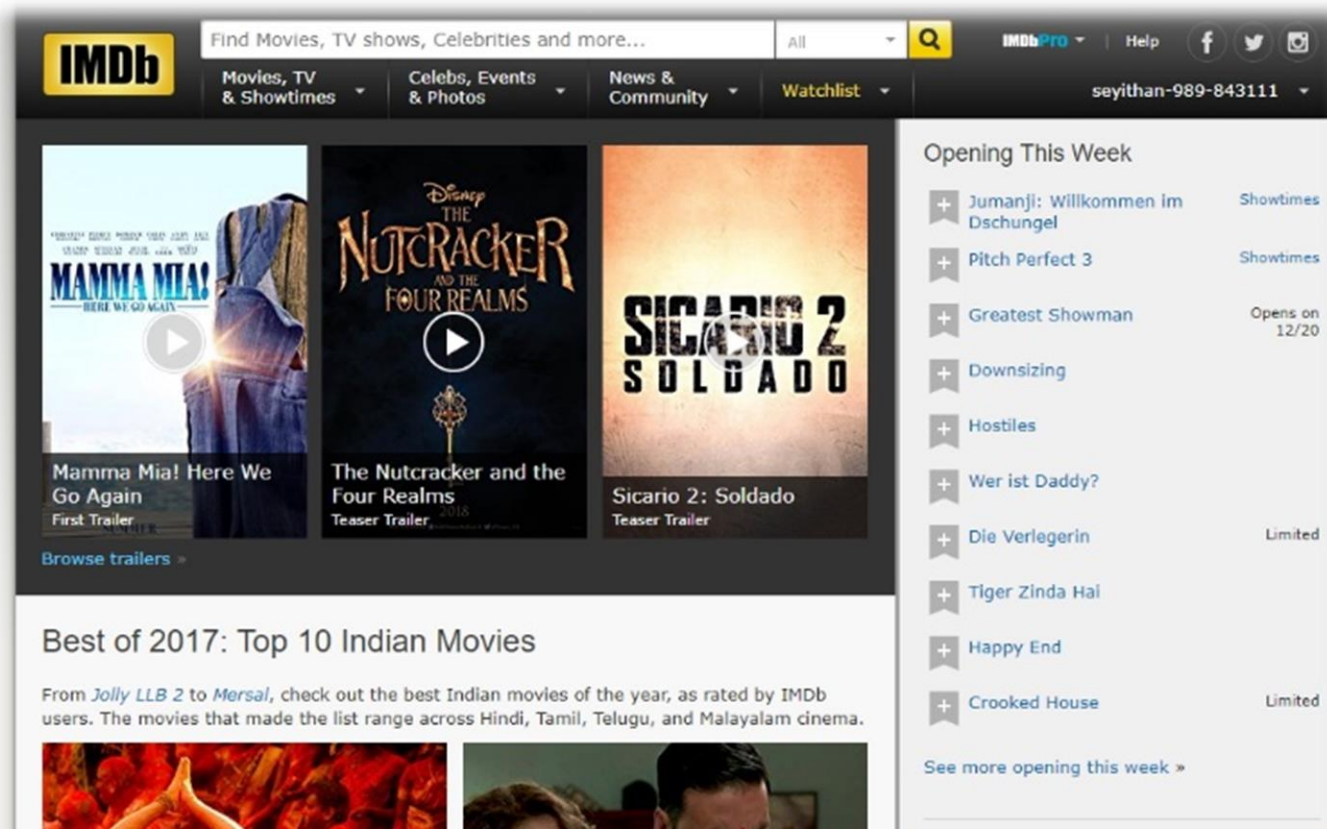 IMDb
Find Movies, TV shows, Celebrities and more...
All
IMDbPro
Help
Movies, TV
& Showtimes
Celebs, Events
& Photos
News &
Community
Watchlist
seyithan-989-843111
MAMMA MIA!
HERE WE GO AGAIN
Mamma Mia! Here We
Go Again
First Trailer
SUMMER
Disney
THE
NUTCRACKER
AND THE
FOUR REALMS
The Nutcracker and the
Four Realms
Teaser Trailer
2018
SICARIO 2
SOLDADO
Sicario 2: Soldado
Teaser Trailer
Browse trailers »
Best of 2017: Top 10 Indian Movies
From Jolly LLB 2 to Mersal, check out the best Indian movies of the year, as rated by IMDb
users. The movies that made the list range across Hindi, Tamil, Telugu, and Malayalam cinema.
Opening This Week
Jumanji: Willkommen im
Dschungel
Showtimes
Pitch Perfect 3
Showtimes
Greatest Showman
Opens on
12/20
Downsizing
Hostiles
Wer ist Daddy?
Die Verlegerin
Limited
Tiger Zinda Hai
Happy End
Crooked House
Limited
See more opening this week »